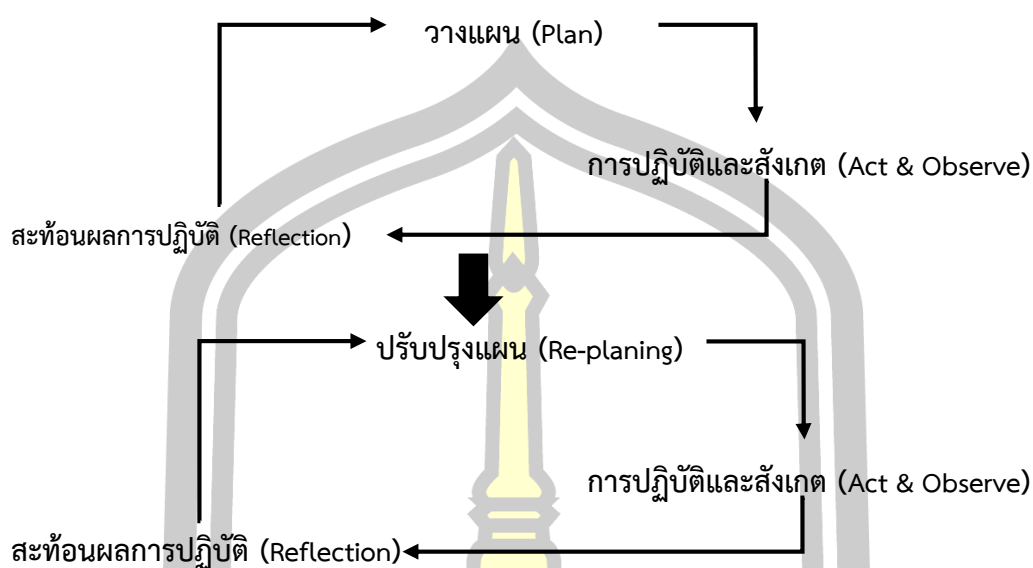 วางแผน (Plan)
การปฏิบัติและสังเกต (Act & Observe)
สะท้อนผลการปฏิบัติ (Reflection)
ปรับปรุงแผน (Re-planing)
การปฏิบัติและสังเกต (Act & Observe)
สะท้อนผลการปฏิบัติ (Reflection)